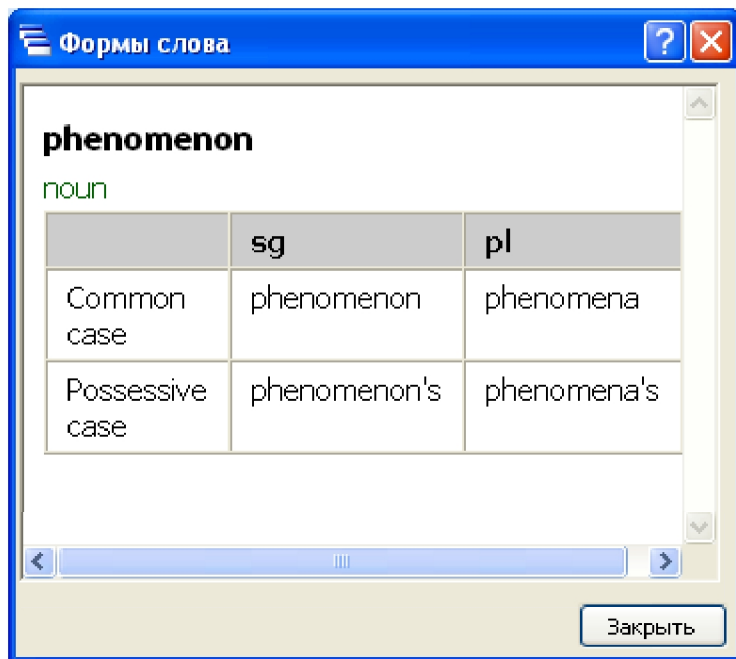 Формы слова
phenomenon
noun
sg pl
Common case phenomenon phenomena
Possessive case phenomenon's phenomena's
Закрыть